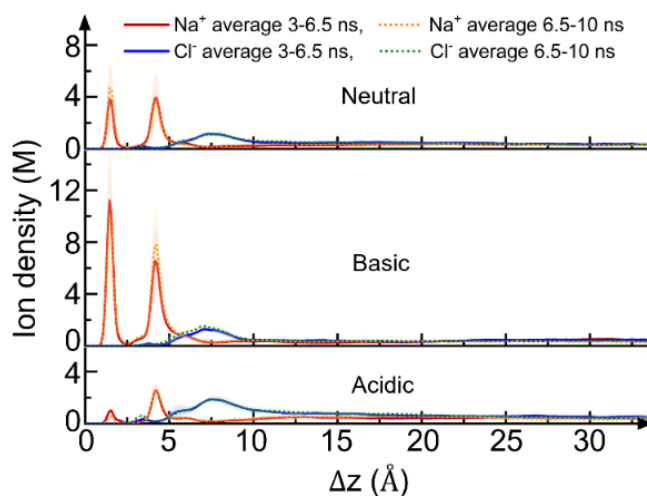 Na⁺ average 3-6.5 ns, Na⁺ average 6.5-10 ns
Cl⁻ average 3-6.5 ns, Cl⁻ average 6.5-10 ns
Ion density (M)
8
4
0
Neutral
12
8
4
0
Basic
4
2
0
Acidic
0 5 10 15 20 25 30
Δz (Å)